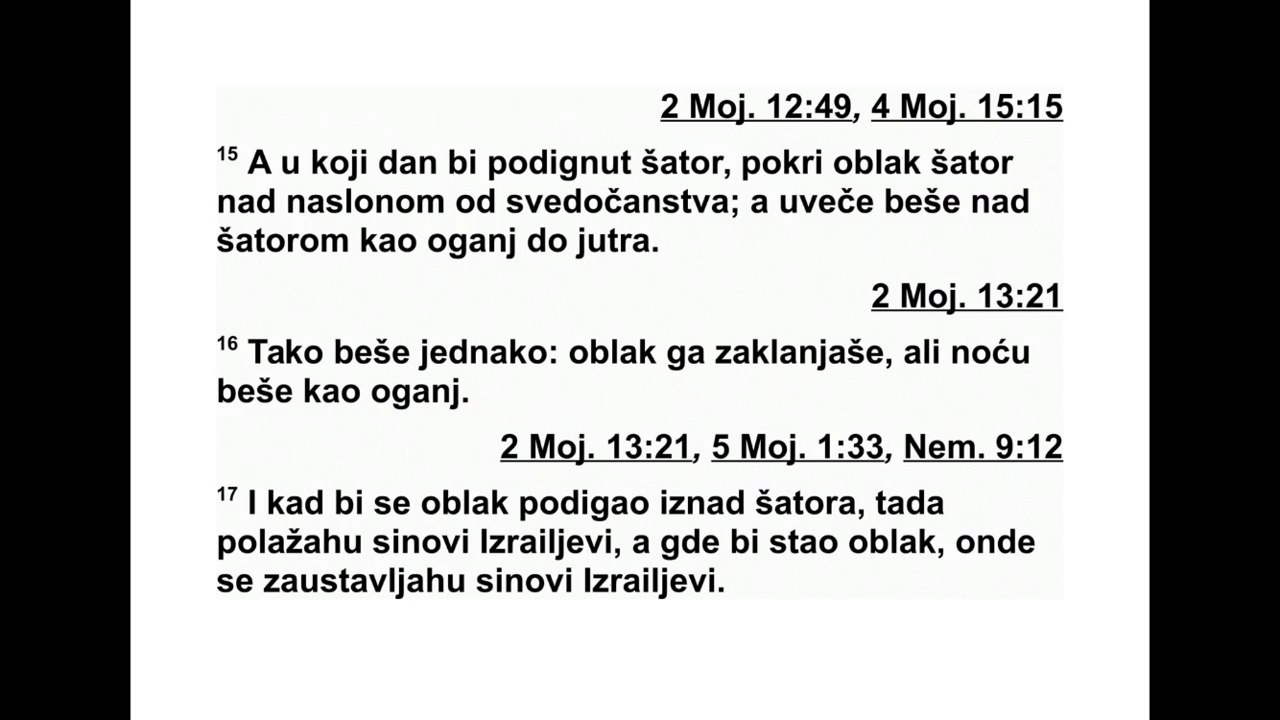 2 Moj. 12:49, 4 Moj. 15:15
15 A u koji dan bi podignut šator, pokri oblak šator
nad naslonom od svedočanstva; a uveče beše nad
šatorom kao oganj do jutra.
2 Moj. 13:21
16 Tako beše jednako: oblak ga zaklanjaše, ali noću
beše kao oganj.
2 Moj. 13:21, 5 Moj. 1:33, Nem. 9:12
17 I kad bi se oblak podigao iznad šatora, tada
polažahu sinovi Izrailjevi, a gde bi stao oblak, onde
se zaustavljahu sinovi Izrailjevi.